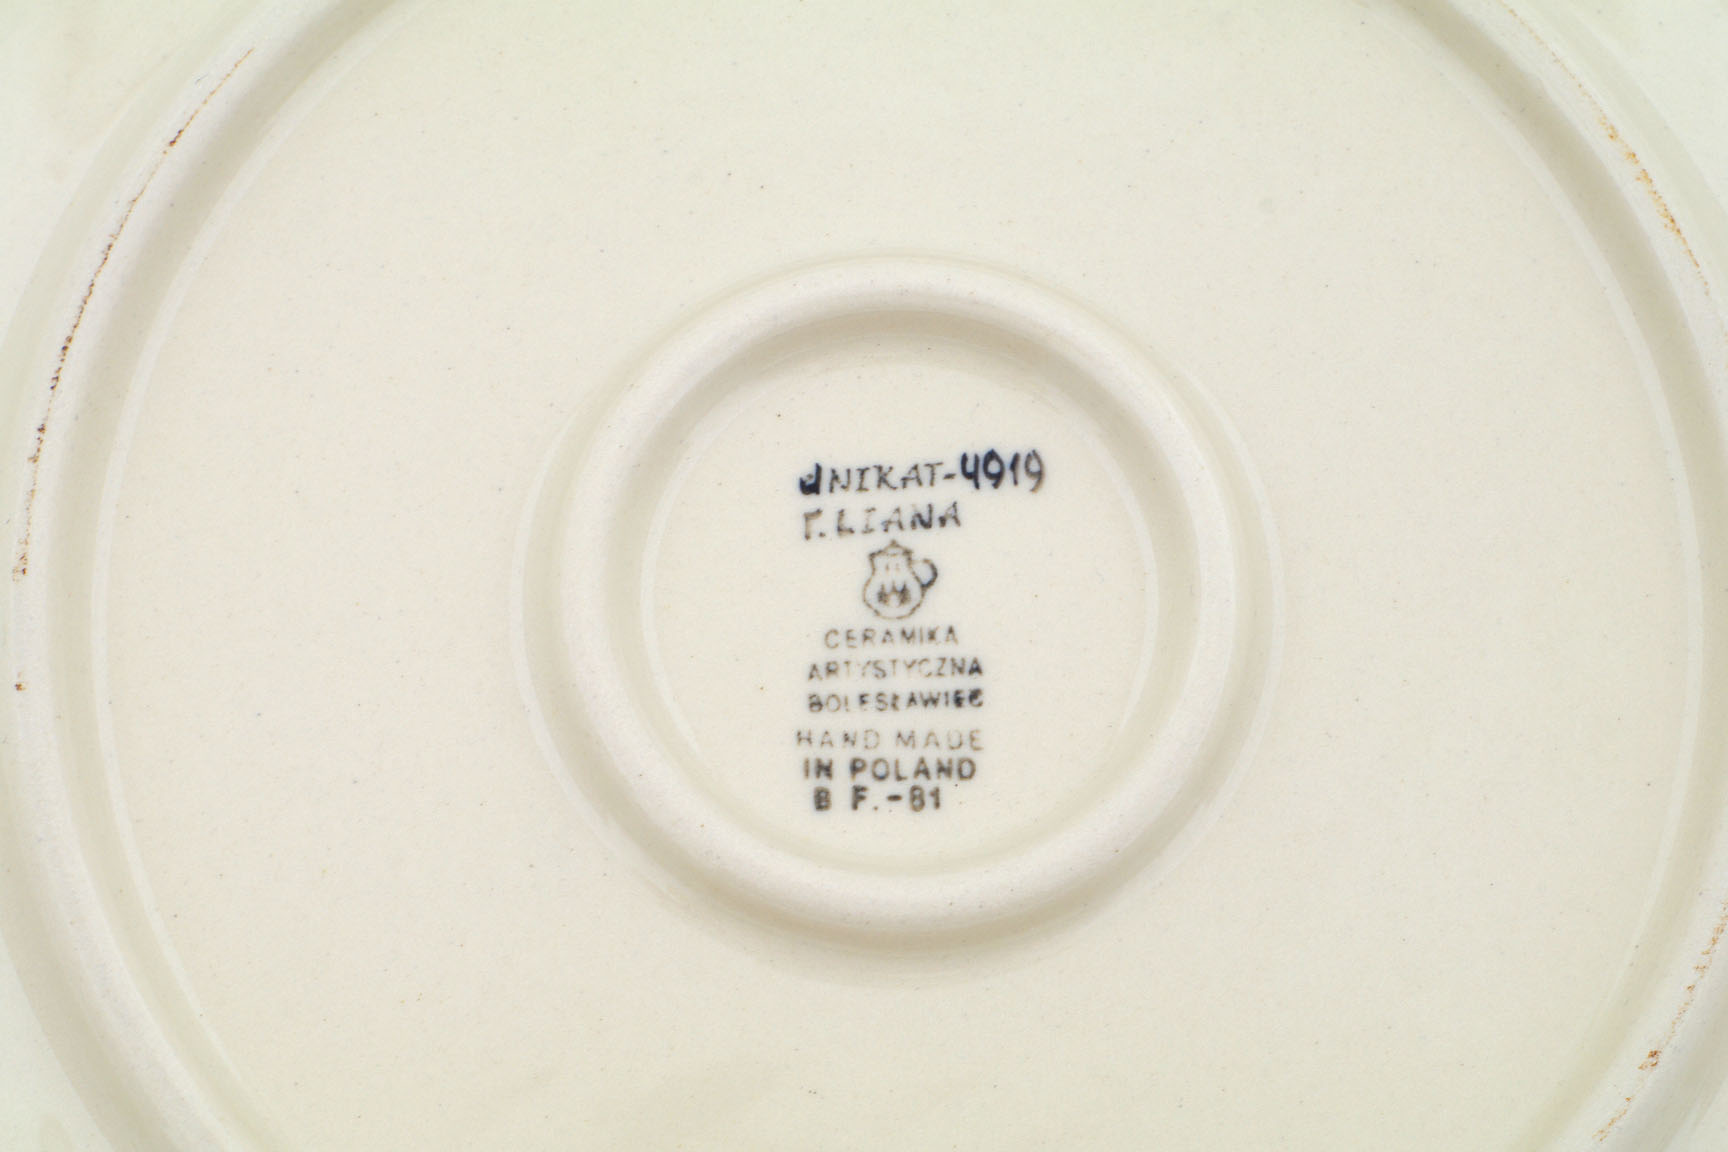 UNIKAT-4919
T. LIANA
CERAMIKA
ARTYSTYCZNA
BOLESŁAWIEC
HAND MADE
IN POLAND
B F.-81